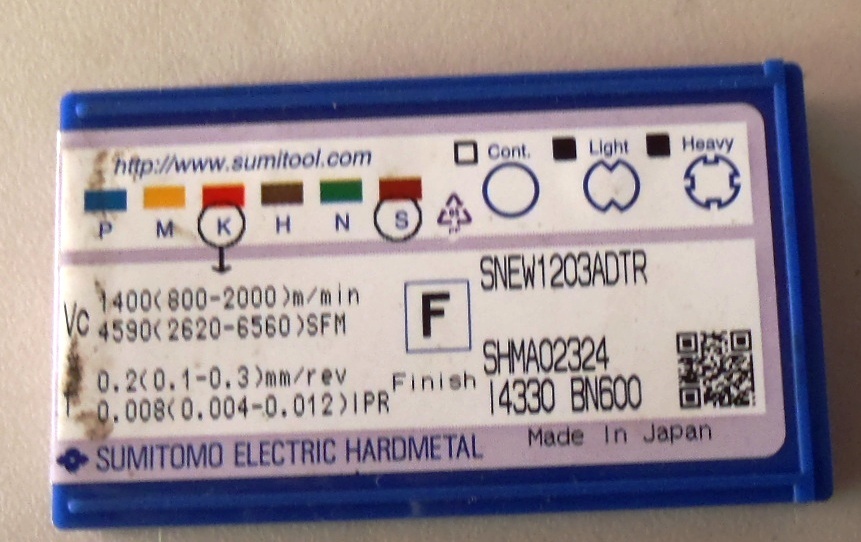 http://www.sumitool.com
Cont. Light Heavy
P M K H N S
SNEW1203ADTR
Vc 1400(800-2000)m/min
4590(2620-6560)SFM
F
Finish
SHMA02324
14330 BN600
0.2(0.1-0.3)mm/rev
0.008(0.004-0.012)IPR
Made In Japan
SUMITOMO ELECTRIC HARDMETAL